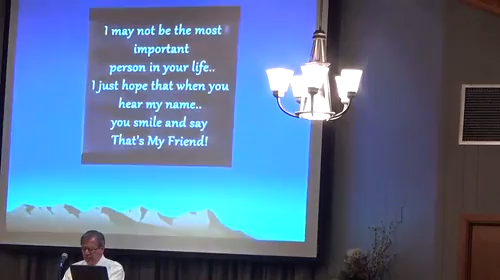 I may not be the most
important
person in your life..
I just hope that when you
hear my name..
you smile and say
That's My Friend!